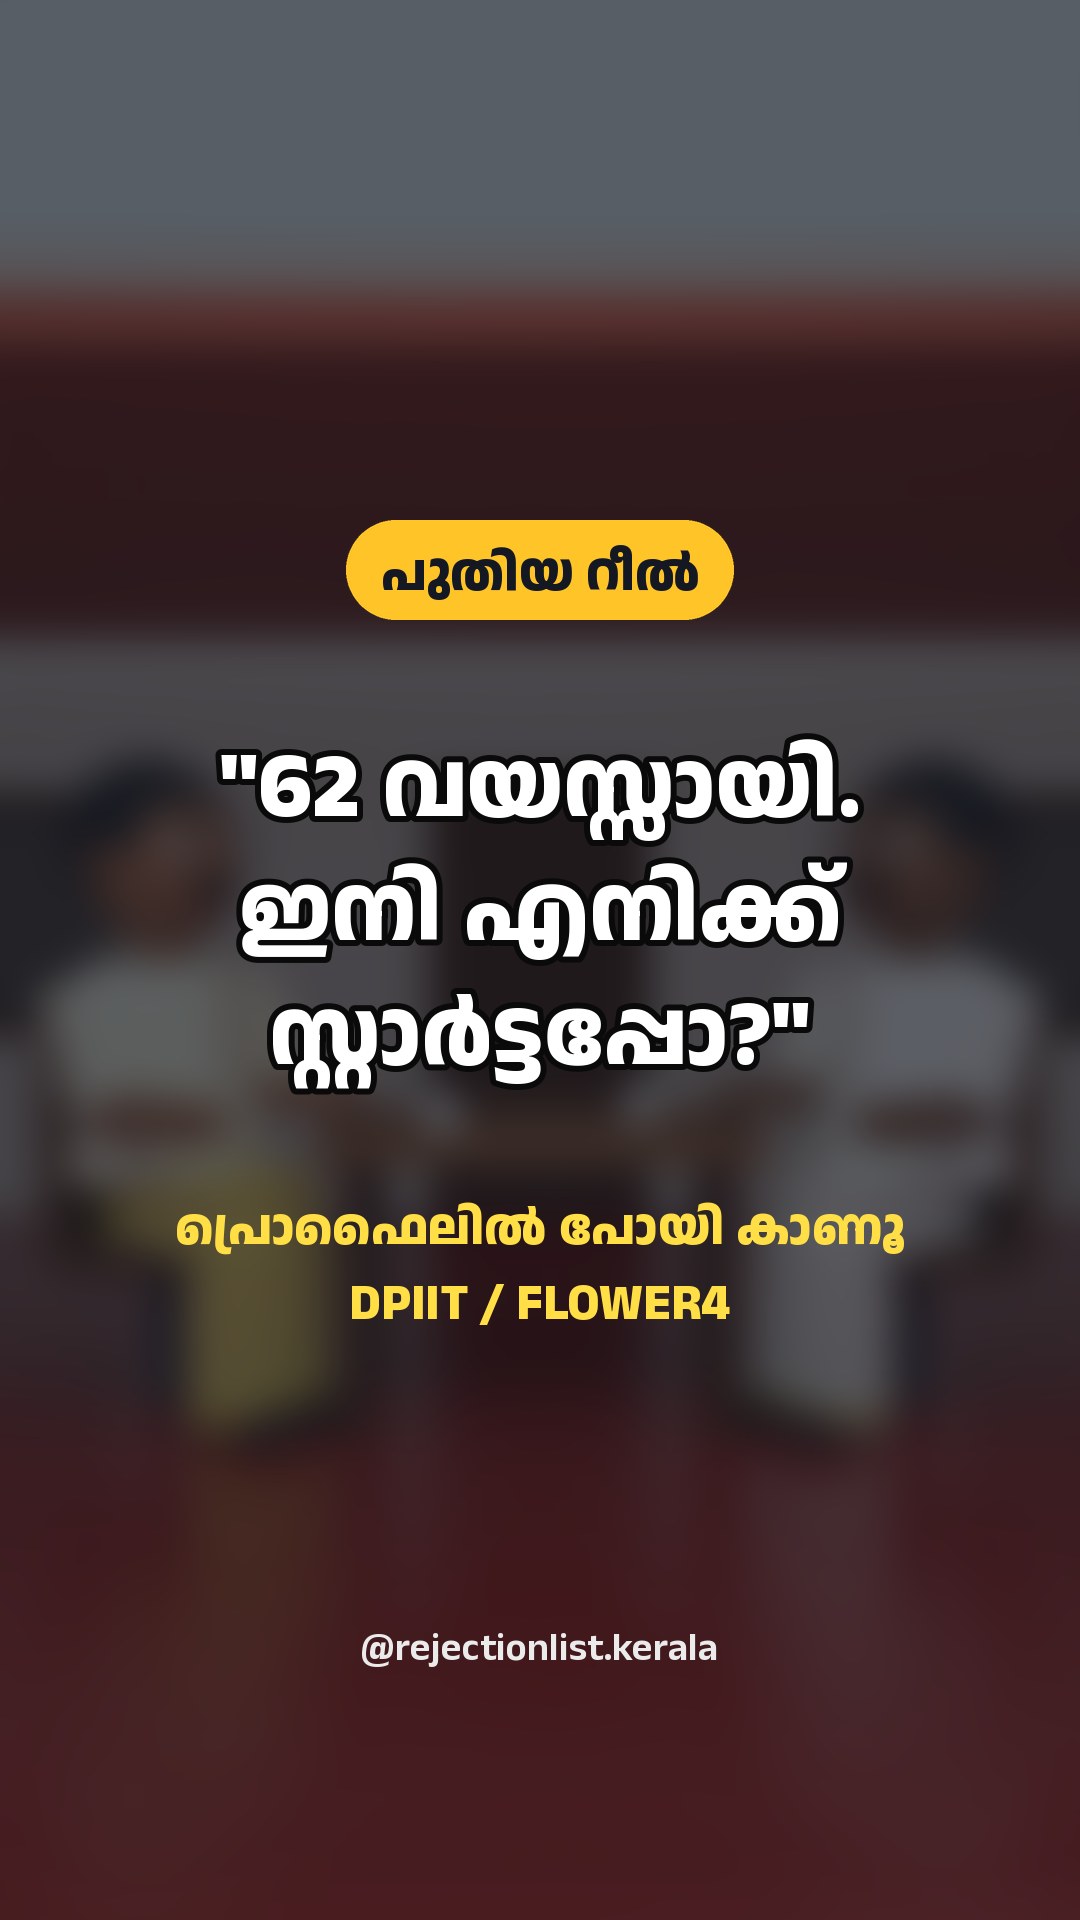 പുതിയ റീൽ
"62 വയസ്സായി.
ഇനി എനിക്ക്
സ്റ്റാർട്ടപ്പോ?"
പ്രൊഫൈലിൽ പോയി കാണൂ
DPIIT / FLOWER4
@rejectionlist.kerala